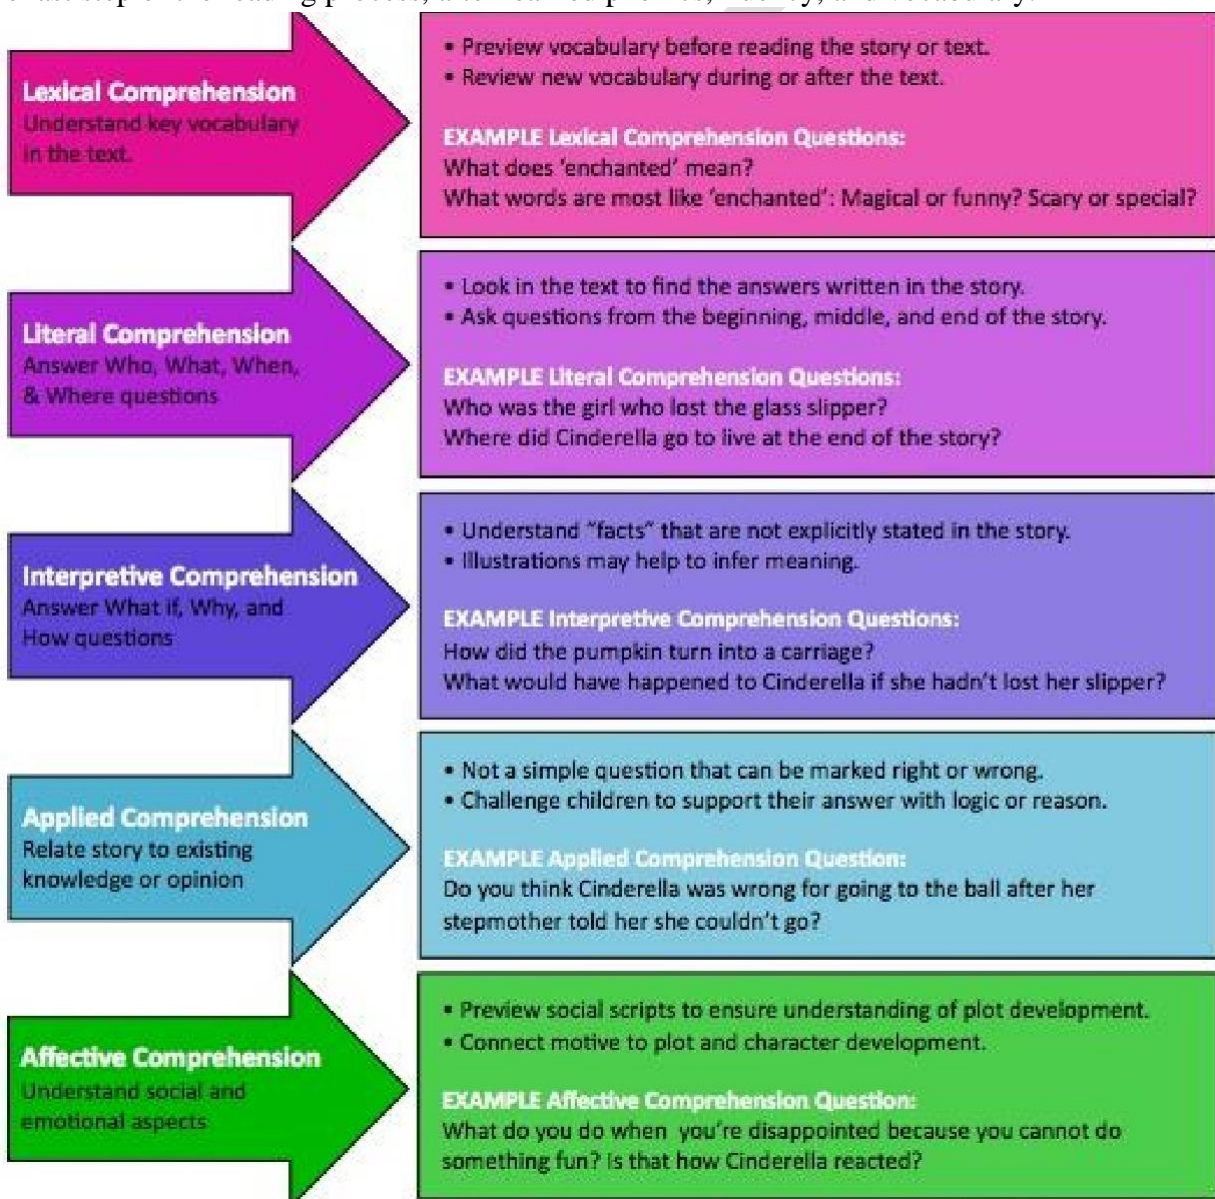 Lexical Comprehension
Understand key vocabulary
in the text.
• Preview vocabulary before reading the story or text.
• Review new vocabulary during or after the text.
EXAMPLE Lexical Comprehension Questions:
What does ‘enchanted’ mean?
What words are most like ‘enchanted’: Magical or funny? Scary or special?
Literal Comprehension
Answer Who, What, When,
& Where questions
• Look in the text to find the answers written in the story.
• Ask questions from the beginning, middle, and end of the story.
EXAMPLE Literal Comprehension Questions:
Who was the girl who lost the glass slipper?
Where did Cinderella go to live at the end of the story?
Interpretive Comprehension
Answer What if, Why, and
How questions
• Understand “facts” that are not explicitly stated in the story.
• Illustrations may help to infer meaning.
EXAMPLE Interpretive Comprehension Questions:
How did the pumpkin turn into a carriage?
What would have happened to Cinderella if she hadn’t lost her slipper?
Applied Comprehension
Relate story to existing
knowledge or opinion
• Not a simple question that can be marked right or wrong.
• Challenge children to support their answer with logic or reason.
EXAMPLE Applied Comprehension Question:
Do you think Cinderella was wrong for going to the ball after her
stepmother told her she couldn’t go?
Affective Comprehension
Understand social and
emotional aspects
• Preview social scripts to ensure understanding of plot development.
• Connect motive to plot and character development.
EXAMPLE Affective Comprehension Question:
What do you do when you’re disappointed because you cannot do
something fun? Is that how Cinderella reacted?